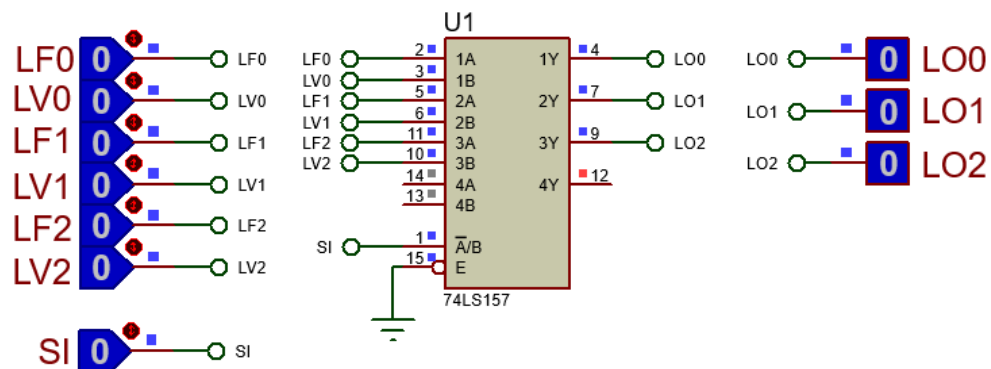 LF0 0 LF0
LV0 0 LV0
LF1 0 LF1
LV1 0 LV1
LF2 0 LF2
LV2 0 LV2
SI 0 SI
U1
LF0 2 1A 1Y 4 LO0
LV0 3 1B
LF1 5 2A 2Y 7 LO1
LV1 6 2B
LF2 11 3A 3Y 9 LO2
LV2 10 3B
14 4A 4Y 12
13 4B
SI 1 A̅/B
15 E
74LS157
LO0 0 LO0
LO1 0 LO1
LO2 0 LO2